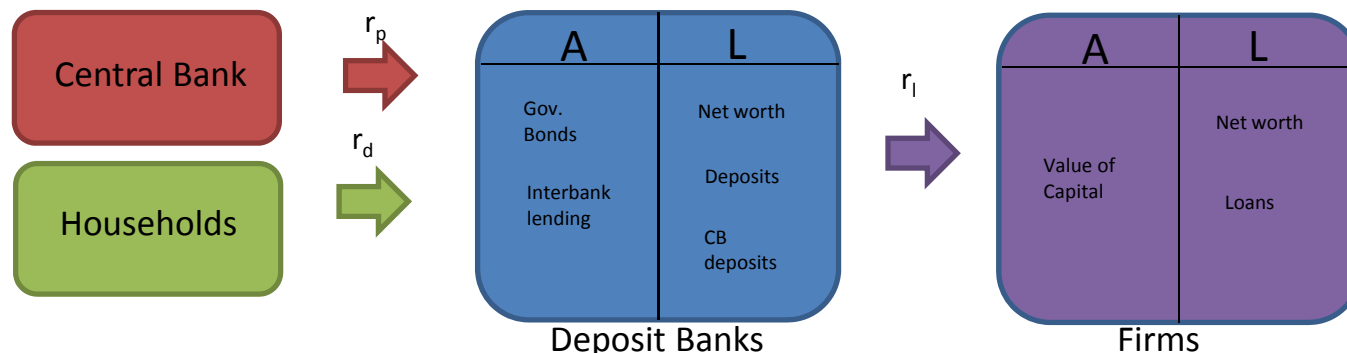 Central Bank
Households
r_p
r_d
A
L
Gov.
Bonds
Interbank
lending
Net worth
Deposits
CB
deposits
Deposit Banks
r_l
A
L
Value of
Capital
Net worth
Loans
Firms